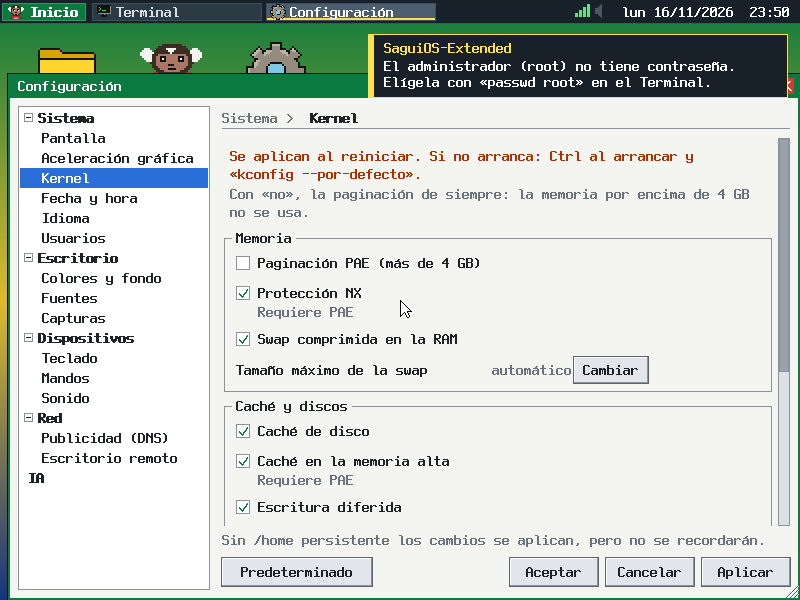 Inicio
Terminal
Configuración
lun 16/11/2026 23:50
SaguiOS-Extended
El administrador (root) no tiene contraseña.
Elígela con «passwd root» en el Terminal.
Configuración
Sistema
Pantalla
Aceleración gráfica
Kernel
Fecha y hora
Idioma
Usuarios
Escritorio
Colores y fondo
Fuentes
Capturas
Dispositivos
Teclado
Mandos
Sonido
Red
Publicidad (DNS)
Escritorio remoto
IA
Sistema > Kernel
Se aplican al reiniciar. Si no arranca: Ctrl al arrancar y
«kconfig --por-defecto».
Con «no», la paginación de siempre: la memoria por encima de 4 GB
no se usa.
Memoria
Paginación PAE (más de 4 GB)
Protección NX
Requiere PAE
Swap comprimida en la RAM
Tamaño máximo de la swap automático Cambiar
Caché y discos
Caché de disco
Caché en la memoria alta
Requiere PAE
Escritura diferida
Sin /home persistente los cambios se aplican, pero no se recordarán.
Predeterminado Aceptar Cancelar Aplicar